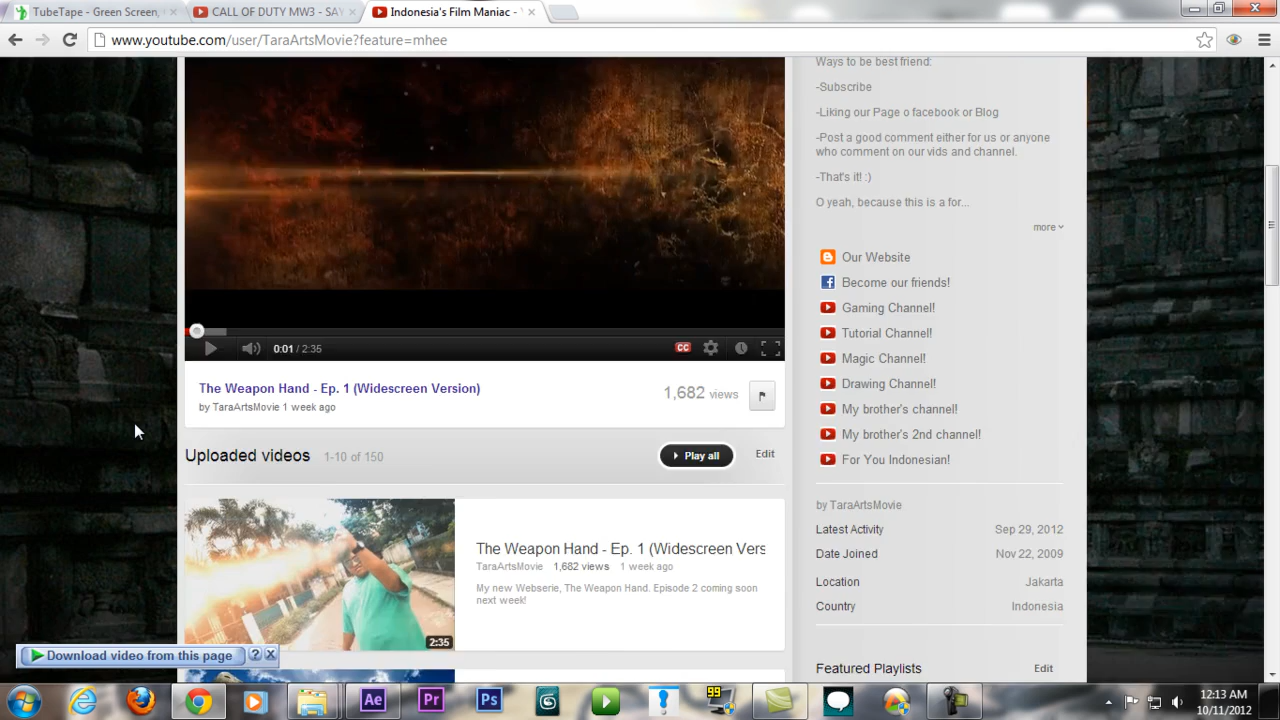 TubeTape - Green Screen,
CALL OF DUTY MW3 - SAY
Indonesia's Film Maniac -
www.youtube.com/user/TaraArtsMovie?feature=mhee
Ways to be best friend:
-Subscribe
-Liking our Page o facebook or Blog
-Post a good comment either for us or anyone
who comment on our vids and channel.
-That's it! :)
O yeah, because this is a for...
more
Our Website
Become our friends!
Gaming Channel!
Tutorial Channel!
Magic Channel!
Drawing Channel!
My brother's channel!
My brother's 2nd channel!
For You Indonesian!
0:01 / 2:35
CC
The Weapon Hand - Ep. 1 (Widescreen Version)
by TaraArtsMovie 1 week ago
1,682 views
Uploaded videos 1-10 of 150
Play all
Edit
The Weapon Hand - Ep. 1 (Widescreen Vers
TaraArtsMovie 1,682 views 1 week ago
My new Webserie, The Weapon Hand. Episode 2 coming soon
next week!
2:35
by TaraArtsMovie
Latest Activity Sep 29, 2012
Date Joined Nov 22, 2009
Location Jakarta
Country Indonesia
Featured Playlists Edit
Download video from this page
?
Ae
Pr
Ps
99
12:13 AM
10/11/2012